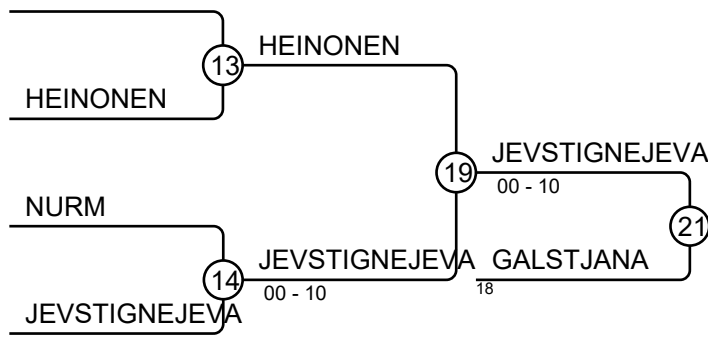 HEINONEN
13
HEINONEN
JEVSTIGNEJEVA
19
00 - 10
NURM
21
JEVSTIGNEJEVA
GALSTJANA
14
00 - 10
18
JEVSTIGNEJEVA